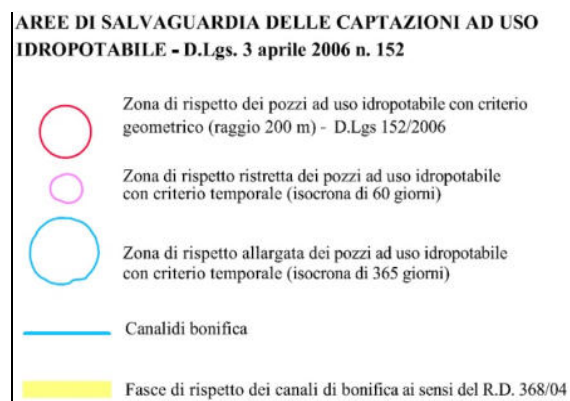 AREE DI SALVAGUARDIA DELLE CAPTAZIONI AD USO
IDROPOTABILE - D.Lgs. 3 aprile 2006 n. 152
Zona di rispetto dei pozzi ad uso idropotabile con criterio
geometrico (raggio 200 m) - D.Lgs 152/2006
Zona di rispetto ristretta dei pozzi ad uso idropotabile
con criterio temporale (isocrona di 60 giorni)
Zona di rispetto allargata dei pozzi ad uso idropotabile
con criterio temporale (isocrona di 365 giorni)
Canalidi bonifica
Fasce di rispetto dei canali di bonifica ai sensi del R.D. 368/04